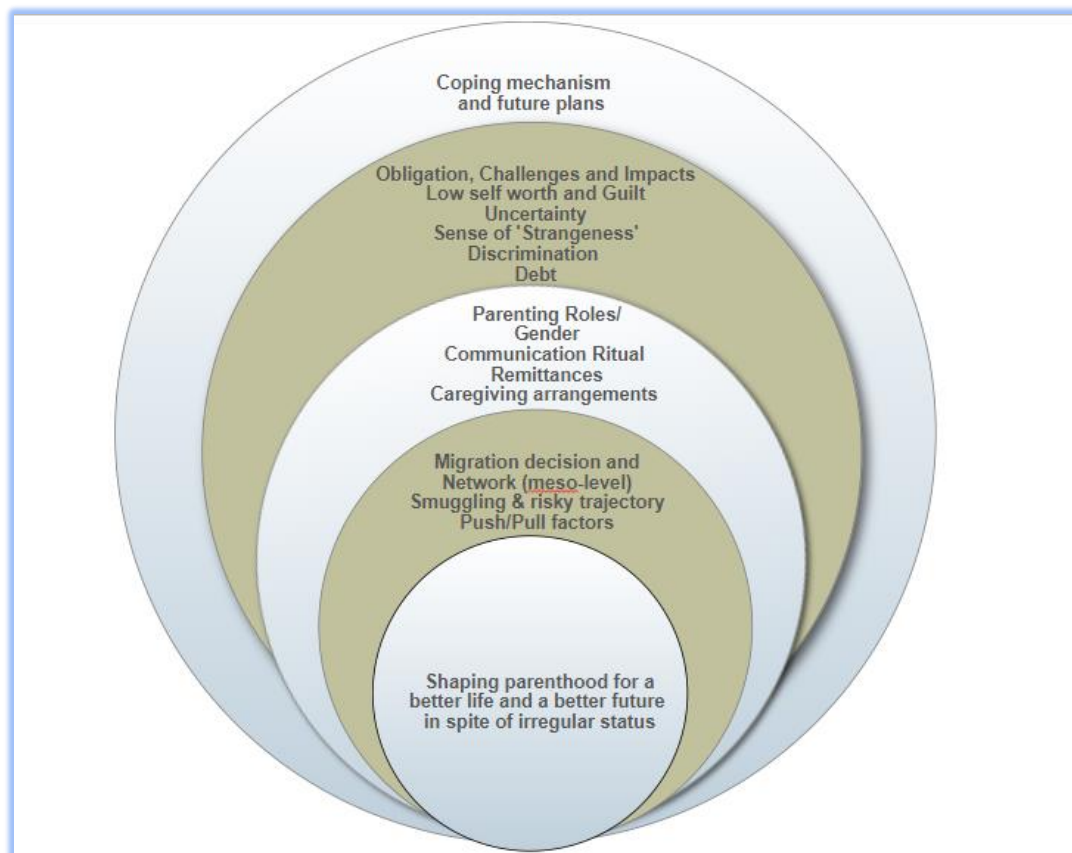 Coping mechanism
and future plans
Obligation, Challenges and Impacts
Low self worth and Guilt
Uncertainty
Sense of 'Strangeness'
Discrimination
Debt
Parenting Roles/
Gender
Communication Ritual
Remittances
Caregiving arrangements
Migration decision and
Network (meso-level)
Smuggling & risky trajectory
Push/Pull factors
Shaping parenthood for a
better life and a better future
in spite of irregular status